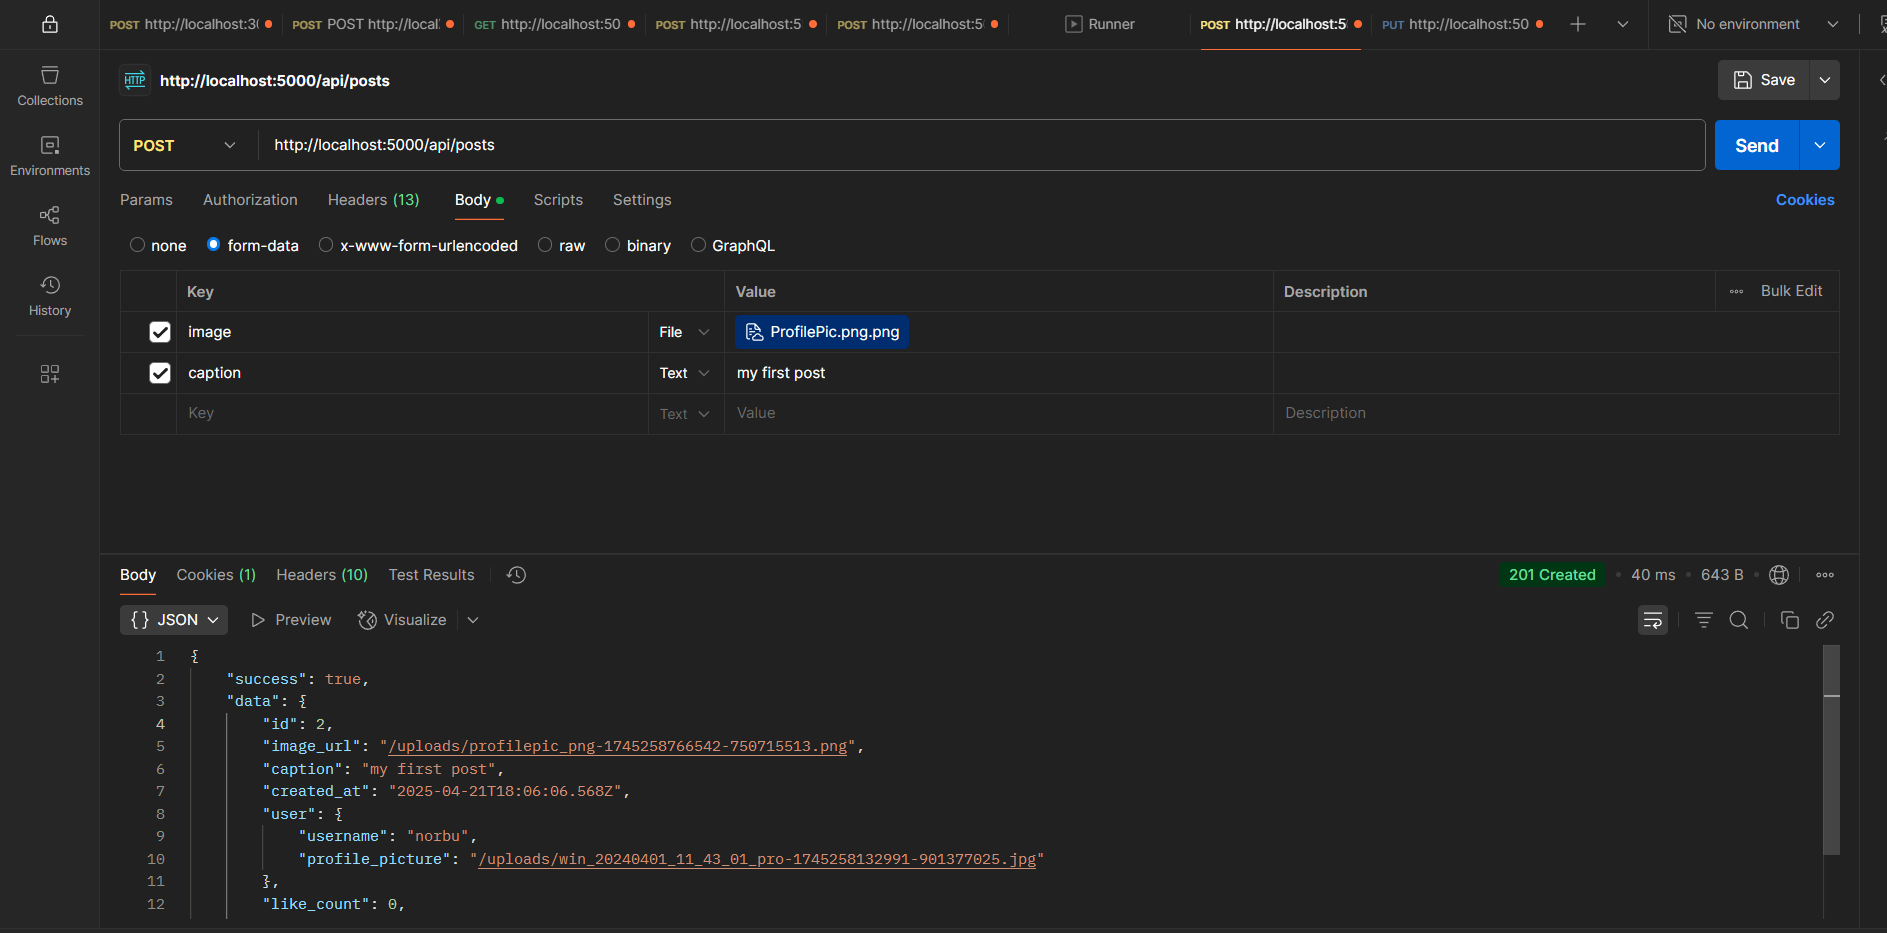 POST http://localhost:30 POST POST http://local. GET http://localhost:50 POST http://localhost:5 POST http://localhost:5 Runner POST http://localhost:5 PUT http://localhost:50 No environment
Collections
Environments
Flows
History
HTTP http://localhost:5000/api/posts Save
POST http://localhost:5000/api/posts Send
Params Authorization Headers (13) Body Scripts Settings Cookies
none form-data x-www-form-urlencoded raw binary GraphQL
Key Value Description Bulk Edit
image File ProfilePic.png.png
caption Text my first post
Key Text Value Description
Body Cookies (1) Headers (10) Test Results 201 Created 40 ms 643 B
{} JSON Preview Visualize
1 {
2 "success": true,
3 "data": {
4 "id": 2,
5 "image_url": "/uploads/profilepic_png-1745258766542-750715513.png",
6 "caption": "my first post",
7 "created_at": "2025-04-21T18:06:06.568Z",
8 "user": {
9 "username": "norbu",
10 "profile_picture": "/uploads/win_20240401_11_43_01_pro-1745258132991-901377025.jpg"
11 },
12 "like_count": 0,